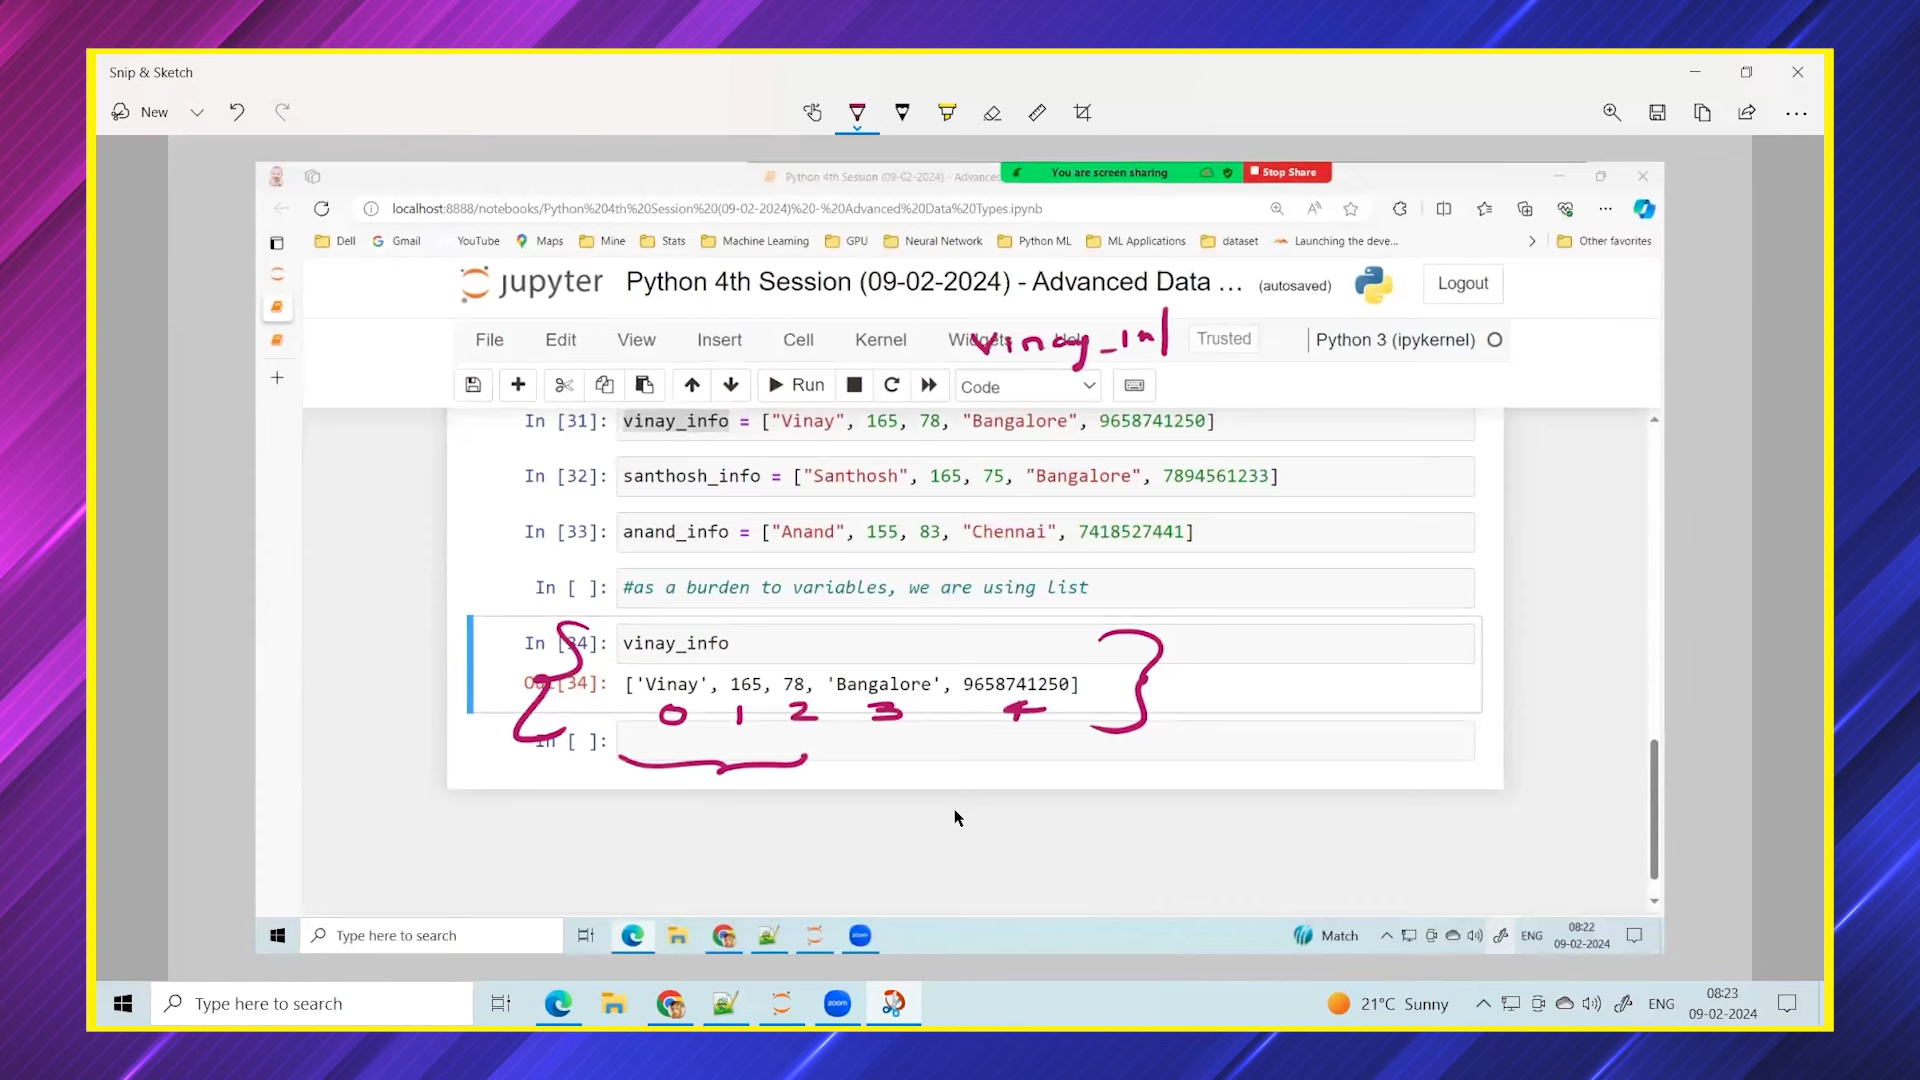 Snip & Sketch
New
You are screen sharing
Stop Share
Python 4th Session (09-02-2024) - Advanced
localhost:8888/notebooks/Python%204th%20Session%20(09-02-2024)%20-%20Advanced%20Data%20Types.ipynb
Dell Gmail YouTube Maps Mine Stats Machine Learning GPU Neural Network Python ML ML Applications dataset Launching the deve... Other favorites
jupyter Python 4th Session (09-02-2024) - Advanced Data ... (autosaved) Logout
File Edit View Insert Cell Kernel Widgets Help Trusted Python 3 (ipykernel)
vinay_inf
Run Code
In [31]: vinay_info = ["Vinay", 165, 78, "Bangalore", 9658741250]
In [32]: santhosh_info = ["Santhosh", 165, 75, "Bangalore", 7894561233]
In [33]: anand_info = ["Anand", 155, 83, "Chennai", 7418527441]
In [ ]: #as a burden to variables, we are using list
In [34]: vinay_info
Out[34]: ['Vinay', 165, 78, 'Bangalore', 9658741250]
0 1 2 3 4
In [ ]:
Type here to search Match ENG 08:22
09-02-2024
Type here to search zoom 21°C Sunny ENG 08:23
09-02-2024